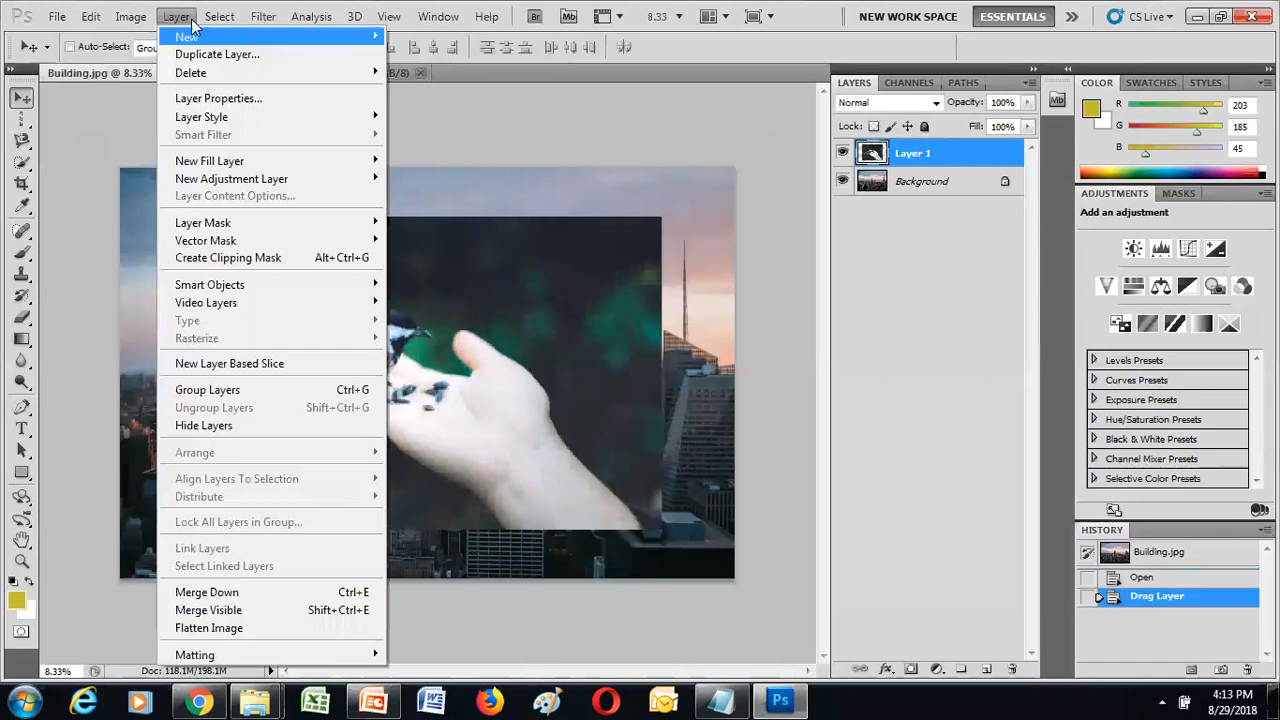 Ps File Edit Image Layer Select Filter Analysis 3D View Window Help Br Mb 8.33 NEW WORK SPACE ESSENTIALS CS Live
Auto-Select: Grou
Building.jpg @ 8.33% B/8)
New
Duplicate Layer...
Delete
Layer Properties...
Layer Style
Smart Filter
New Fill Layer
New Adjustment Layer
Layer Content Options...
Layer Mask
Vector Mask
Create Clipping Mask Alt+Ctrl+G
Smart Objects
Video Layers
Type
Rasterize
New Layer Based Slice
Group Layers Ctrl+G
Ungroup Layers Shift+Ctrl+G
Hide Layers
Arrange
Align Layers To Selection
Distribute
Lock All Layers in Group...
Link Layers
Select Linked Layers
Merge Down Ctrl+E
Merge Visible Shift+Ctrl+E
Flatten Image
Matting
8.33% Doc: 118.1M/198.1M
LAYERS CHANNELS PATHS
Normal Opacity: 100%
Lock: Fill: 100%
Layer 1
Background
Mb
COLOR SWATCHES STYLES
R 203
G 185
B 45
ADJUSTMENTS MASKS
Add an adjustment
Levels Presets
Curves Presets
Exposure Presets
Hue/Saturation Presets
Black & White Presets
Channel Mixer Presets
Selective Color Presets
HISTORY
Building.jpg
Open
Drag Layer
Ps
4:13 PM
8/29/2018